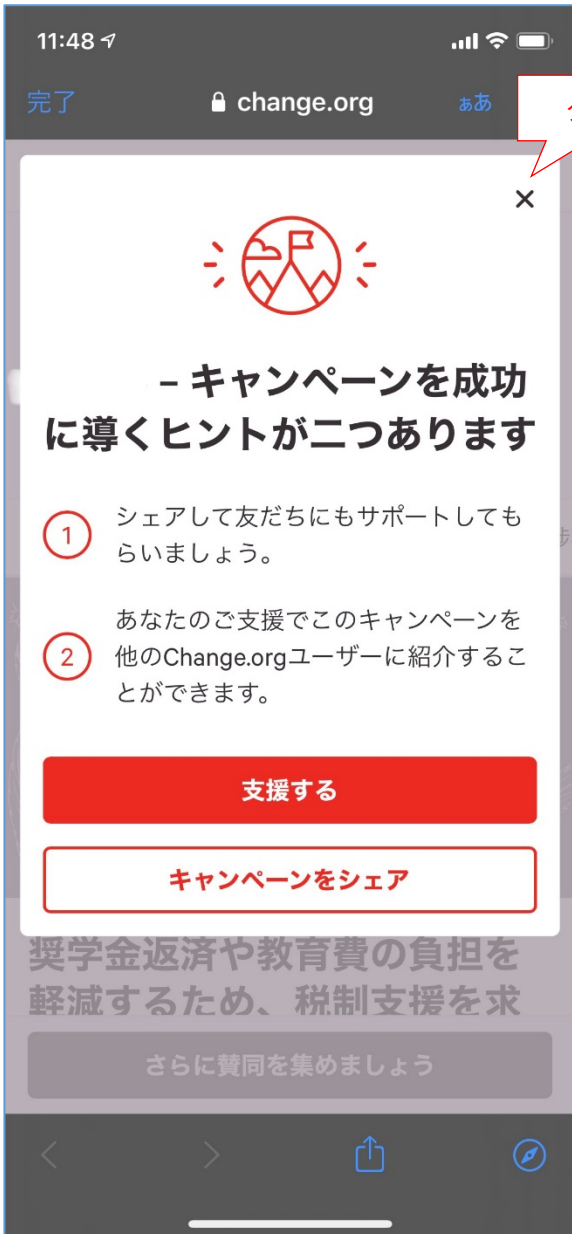 11:48
完了
change.org
ぁあ
– キャンペーンを成功
に導くヒントが二つあります
1
シェアして友だちにもサポートしても
らいましょう。
2
あなたのご支援でこのキャンペーンを
他のChange.orgユーザーに紹介するこ
とができます。
支援する
キャンペーンをシェア
奨学金返済や教育費の負担を
軽減するため、税制支援を求
さらに賛同を集めましょう